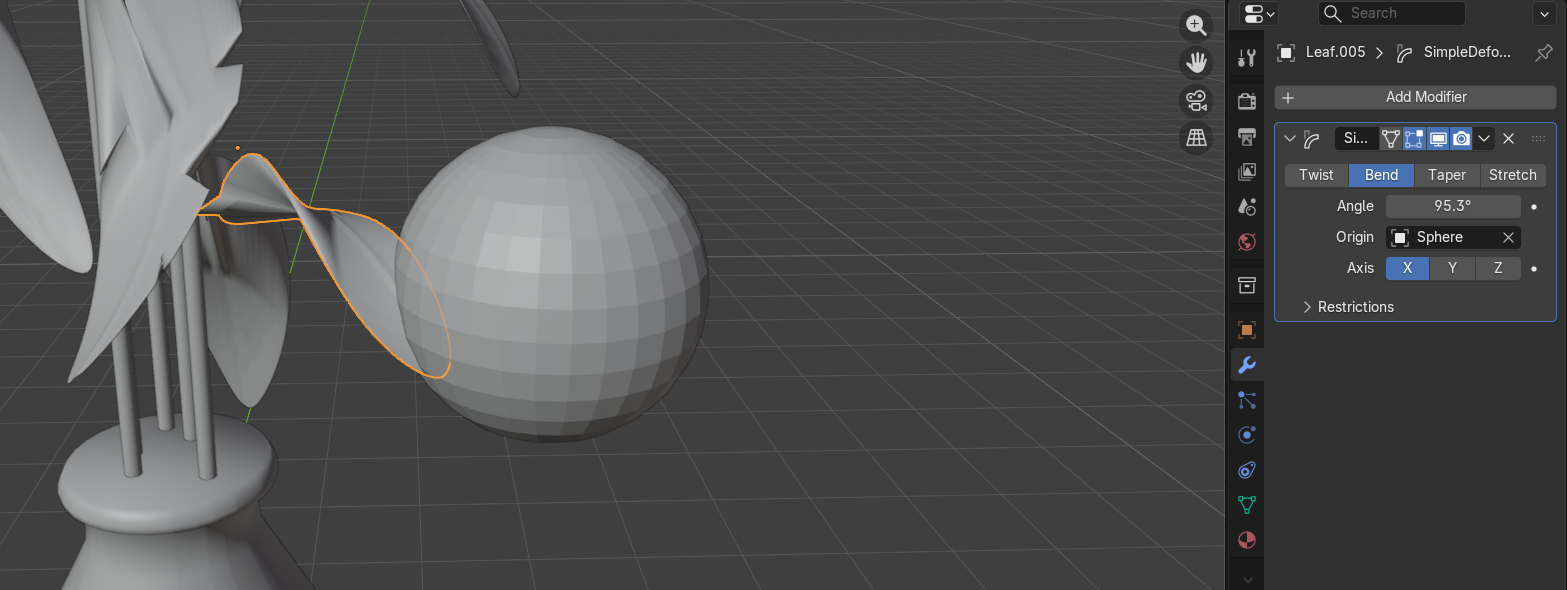 Search
Leaf.005 > SimpleDefo...
Add Modifier
Si...
Twist Bend Taper Stretch
Angle 95.3°
Origin Sphere
Axis X Y Z
Restrictions